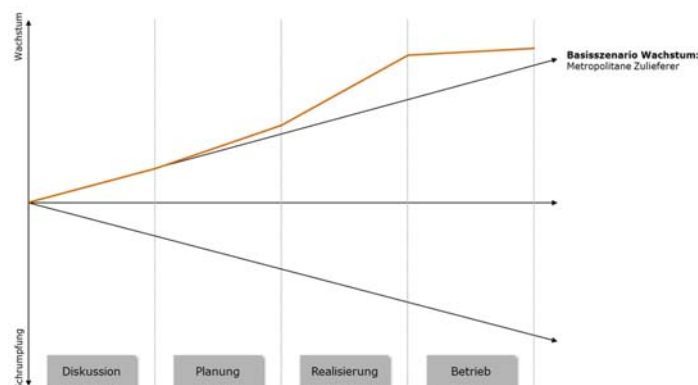 Wachstum
Basisszenario Wachstum:
Metropolitane Zulieferer
chrumpfung
Diskussion
Planung
Realisierung
Betrieb